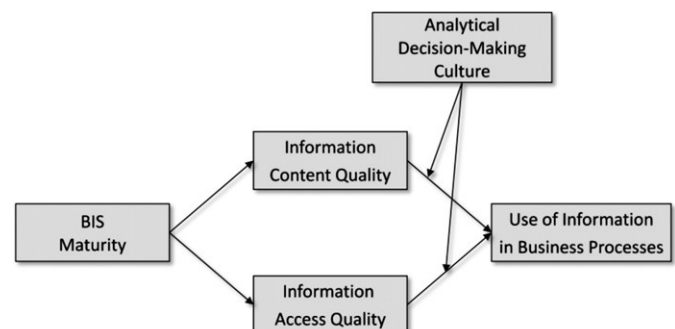 Analytical
Decision-Making
Culture
Information
Content Quality
BIS
Maturity
Use of Information
in Business Processes
Information
Access Quality